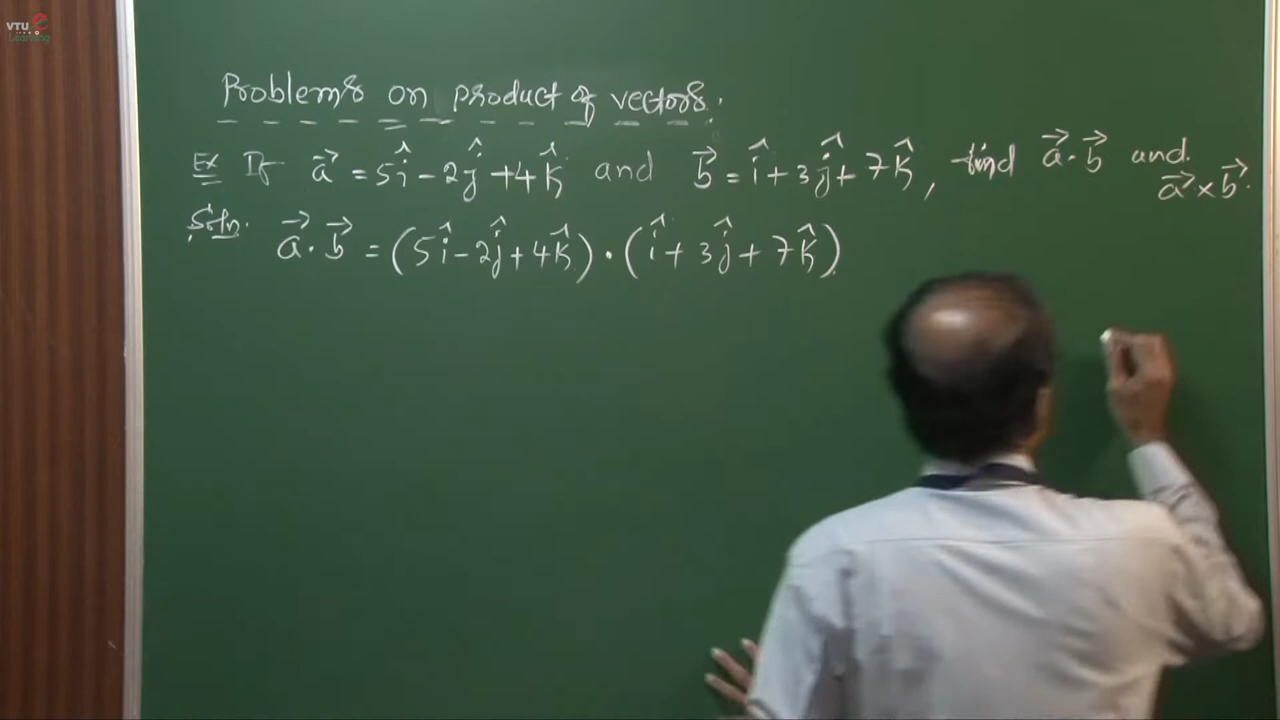 VTU e
Learning
Problems on product of vectors.
Ex If a⃗ = 5î - 2ĵ + 4k̂ and b⃗ = î + 3ĵ + 7k̂, find a⃗ · b⃗ and
a⃗ × b⃗.
Soln. a⃗ · b⃗ = (5î - 2ĵ + 4k̂) · (î + 3ĵ + 7k̂)